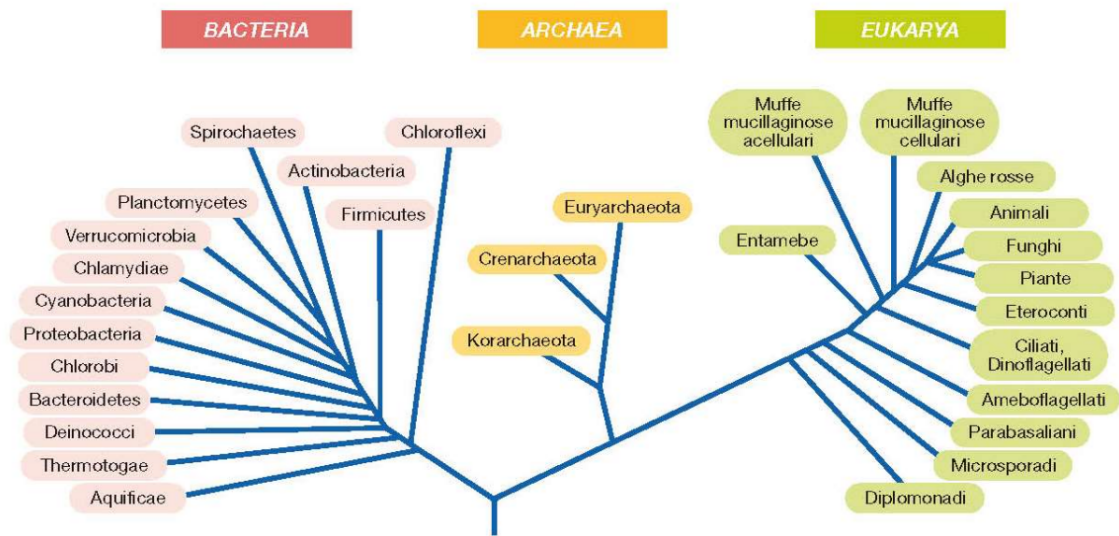 BACTERIA
ARCHAEA
EUKARYA
Spirochaetes
Chloroflexi
Actinobacteria
Planctomycetes
Firmicutes
Verrucomicrobia
Chlamydiae
Cyanobacteria
Proteobacteria
Chlorobi
Bacteroidetes
Deinococci
Thermotogae
Aquificae
Euryarchaeota
Crenarchaeota
Korarchaeota
Muffe
mucillaginose
acellulari
Muffe
mucillaginose
cellulari
Entamebe
Alghe rosse
Animali
Funghi
Piante
Eteroconti
Ciliati,
Dinoflagellati
Ameboflagellati
Parabasaliani
Microsporadi
Diplomonadi